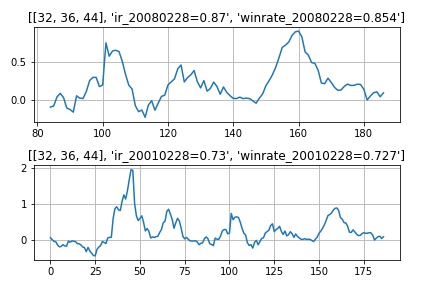 [[32, 36, 44], 'ir_20080228=0.87', 'winrate_20080228=0.854']
0.5
0.0
80 100 120 140 160 180
[[32, 36, 44], 'ir_20010228=0.73', 'winrate_20010228=0.727']
2
1
0
0 25 50 75 100 125 150 175